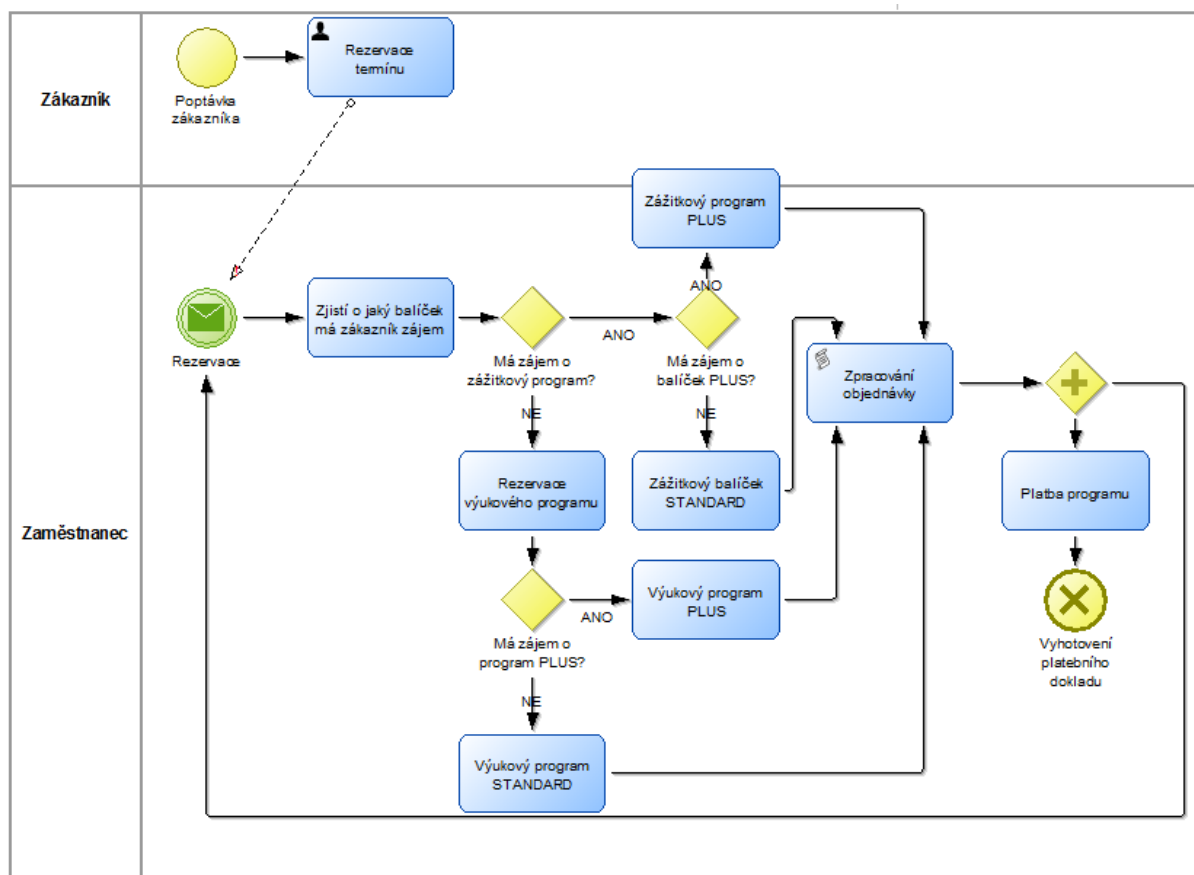 Zákazník
Poptávka
zákazníka
Rezervace
termínu
Zaměstnanec
Rezervace
Zjistí o jaký balíček
má zákazník zájem
Má zájem o
zážitkový program?
ANO
NE
Má zájem o
balíček PLUS?
ANO
NE
Zážitkový program
PLUS
Zážitkový balíček
STANDARD
Rezervace
výukového programu
Má zájem o
program PLUS?
ANO
NE
Výukový program
PLUS
Výukový program
STANDARD
Zpracování
objednávky
Platba programu
Vyhotovení
platebního
dokladu